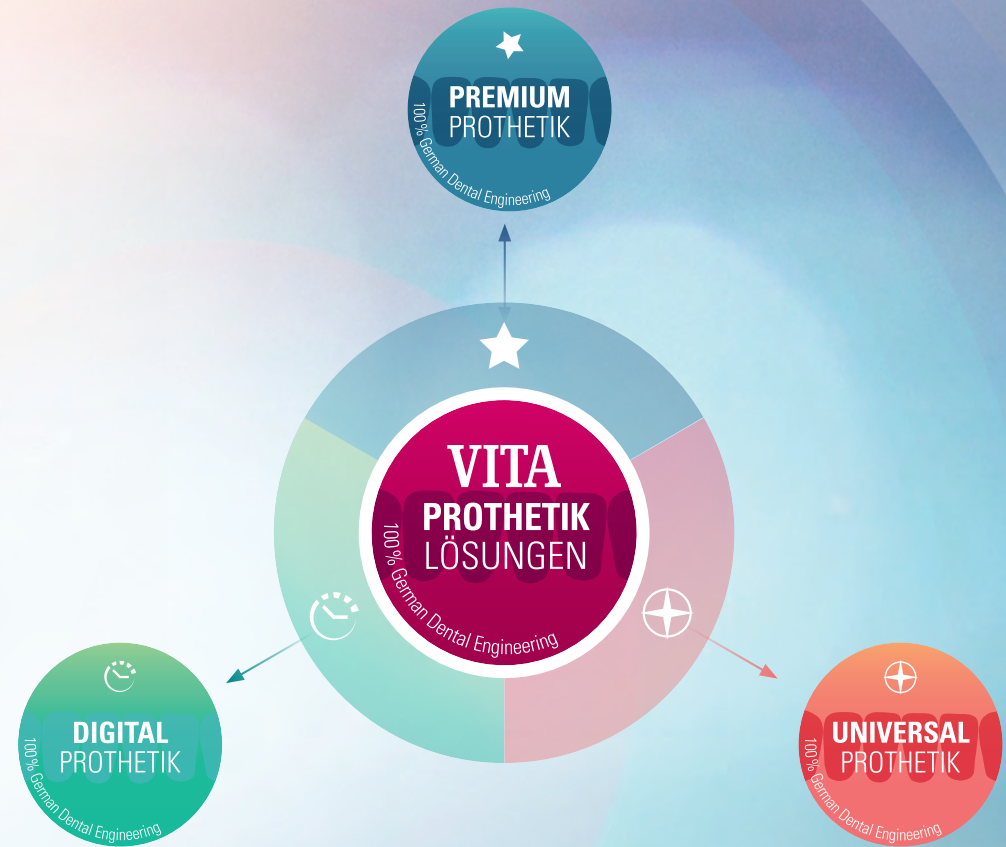 PREMIUM
PROTHETIK
100 % German Dental Engineering
VITA
PROTHETIK
LÖSUNGEN
100 % German Dental Engineering
DIGITAL
PROTHETIK
100 % German Dental Engineering
UNIVERSAL
PROTHETIK
100 % German Dental Engineering